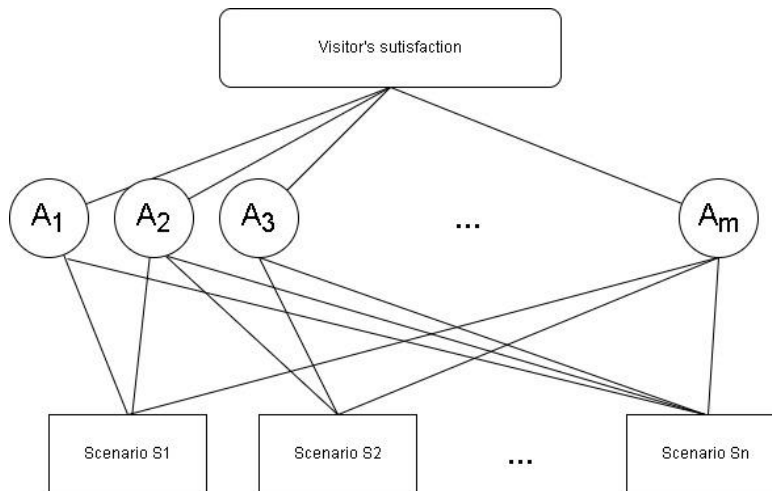 Visitor's sutisfaction
A1 A2 A3 ... Am
Scenario S1 Scenario S2 ... Scenario Sn